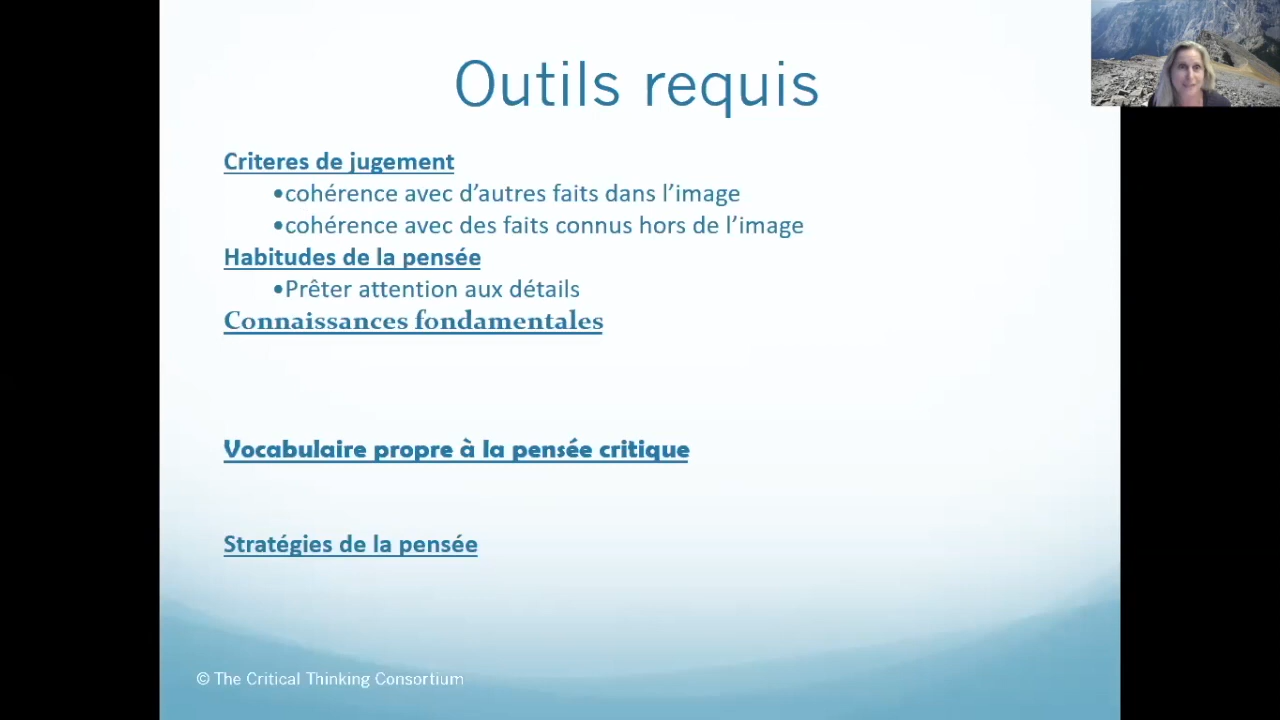 Outils requis
Criteres de jugement
•cohérence avec d’autres faits dans l’image
•cohérence avec des faits connus hors de l’image
Habitudes de la pensée
•Prêter attention aux détails
Connaissances fondamentales
Vocabulaire propre à la pensée critique
Stratégies de la pensée
© The Critical Thinking Consortium